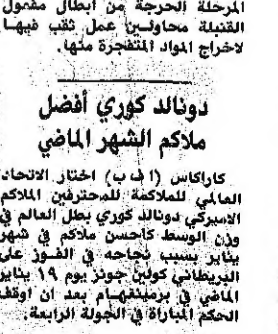 المرحلة الحرجة من ابطال مفعول
القنبلة محاولين عمل ثقب فيها
لاخراج المواد المتفجرة منها.
دونالد كوري أفضل
ملاكم الشهر الماضي
كاراكاس (ا ف ب) اختار الاتحاد
العالمي للملاكمة للمحترفين الملاكم
الاميركي دونالد كوري بطل العالم في
وزن الوسط كاحسن ملاكم في شهر
يناير بسبب نجاحه في الفوز على
البريطاني كولين جونز يوم ١٩ يناير
الماضي في برمينغهام بعد ان اوقف
الحكم المباراة في الجولة الرابعة.